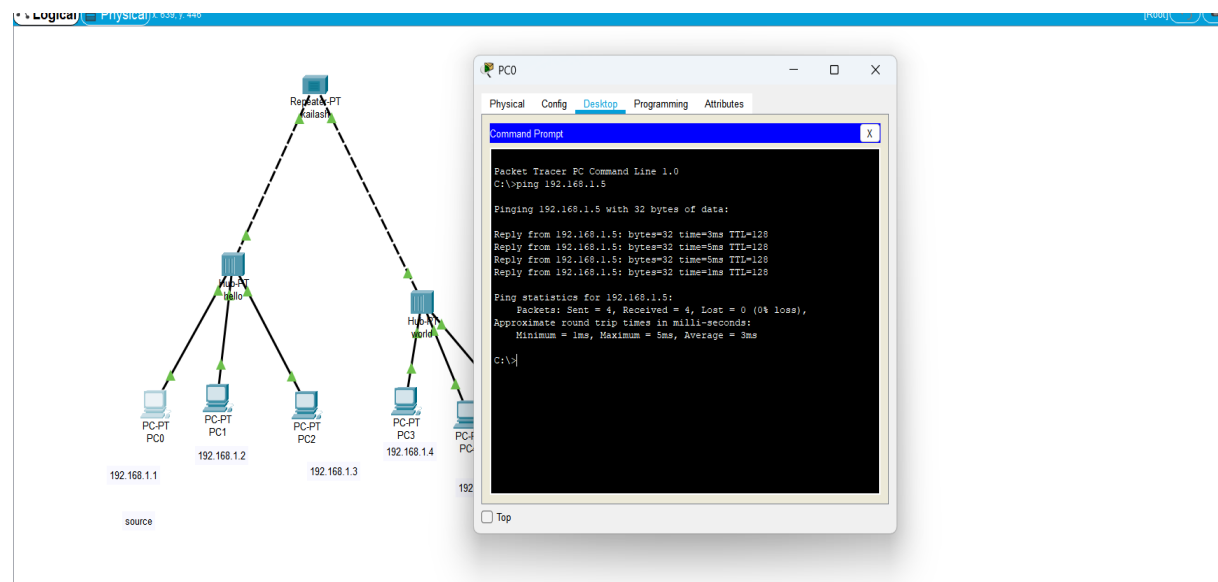 Logical Physical x: 639, y: 446 [Root]
Repeater-PT
kailash
Hub-PT
hello
Hub-PT
world
PC-PT
PC0
PC-PT
PC1
PC-PT
PC2
PC-PT
PC3
192.168.1.1
192.168.1.2
192.168.1.3
192.168.1.4
192
source
PC0
Physical Config Desktop Programming Attributes
Command Prompt X
Packet Tracer PC Command Line 1.0
C:\>ping 192.168.1.5
Pinging 192.168.1.5 with 32 bytes of data:
Reply from 192.168.1.5: bytes=32 time=3ms TTL=128
Reply from 192.168.1.5: bytes=32 time=5ms TTL=128
Reply from 192.168.1.5: bytes=32 time=5ms TTL=128
Reply from 192.168.1.5: bytes=32 time=1ms TTL=128
Ping statistics for 192.168.1.5:
Packets: Sent = 4, Received = 4, Lost = 0 (0% loss),
Approximate round trip times in milli-seconds:
Minimum = 1ms, Maximum = 5ms, Average = 3ms
C:\>
Top